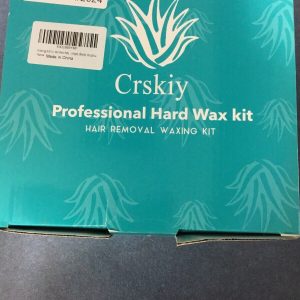 Made in China
Crskiy
Professional Hard Wax kit
HAIR REMOVAL WAXING KIT